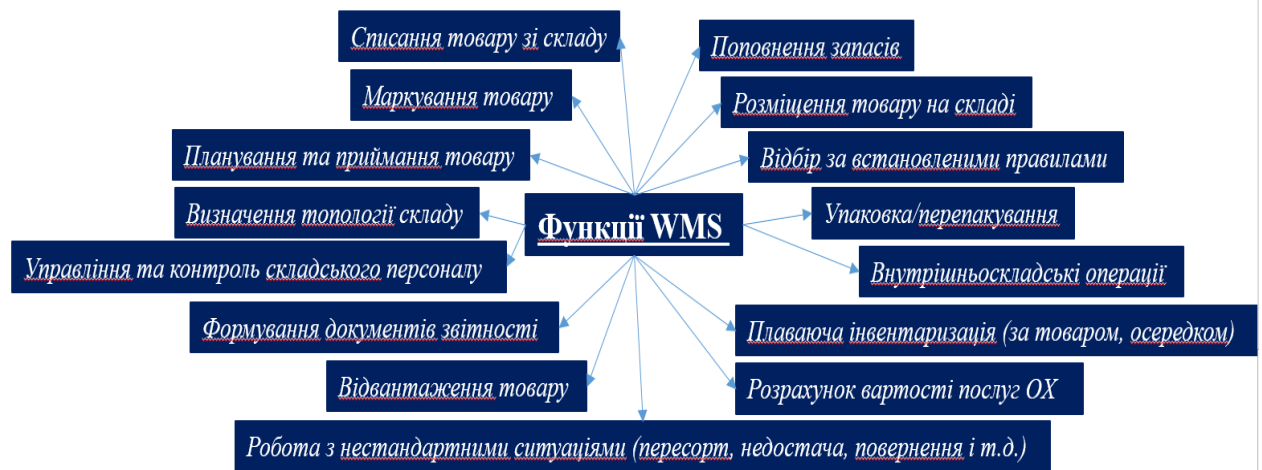 Списання товару зі складу
Поповнення запасів
Маркування товару
Розміщення товару на складі
Планування та приймання товару
Відбір за встановленими правилами
Визначення топології складу
Упаковка/перепакування
Функції WMS
Управління та контроль складського персоналу
Внутрішньоскладські операції
Формування документів звітності
Плаваюча інвентаризація (за товаром, осередком)
Відвантаження товару
Розрахунок вартості послуг ОХ
Робота з нестандартними ситуаціями (пересорт, недостача, повернення і т.д.)